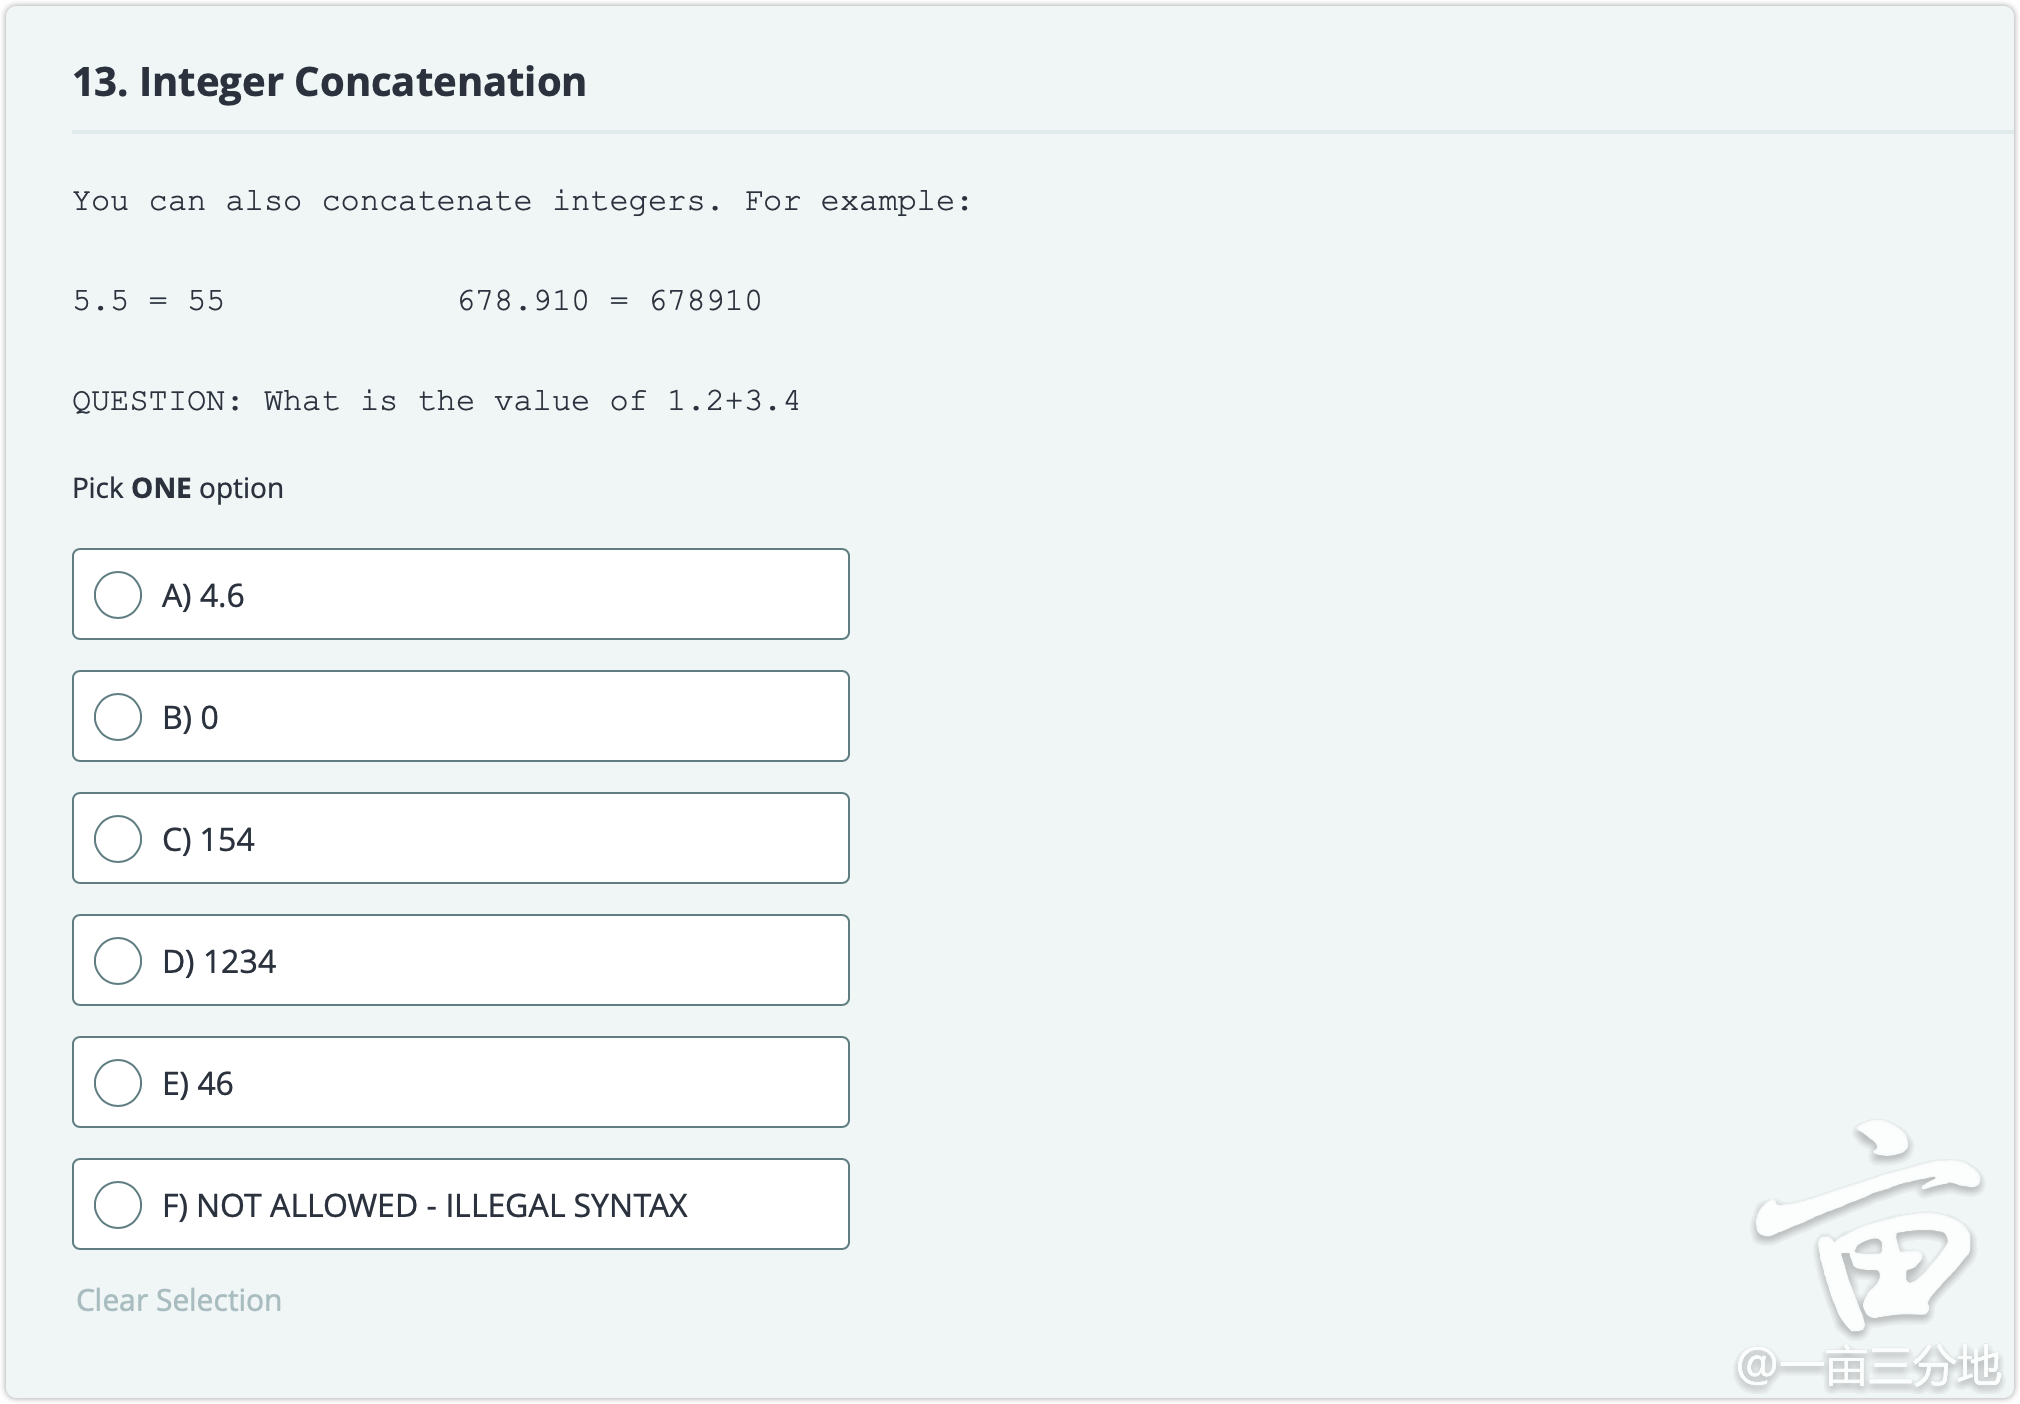 13. Integer Concatenation
You can also concatenate integers. For example:
5.5 = 55 678.910 = 678910
QUESTION: What is the value of 1.2+3.4
Pick ONE option
A) 4.6
B) 0
C) 154
D) 1234
E) 46
F) NOT ALLOWED - ILLEGAL SYNTAX
Clear Selection
亩
@一亩三分地